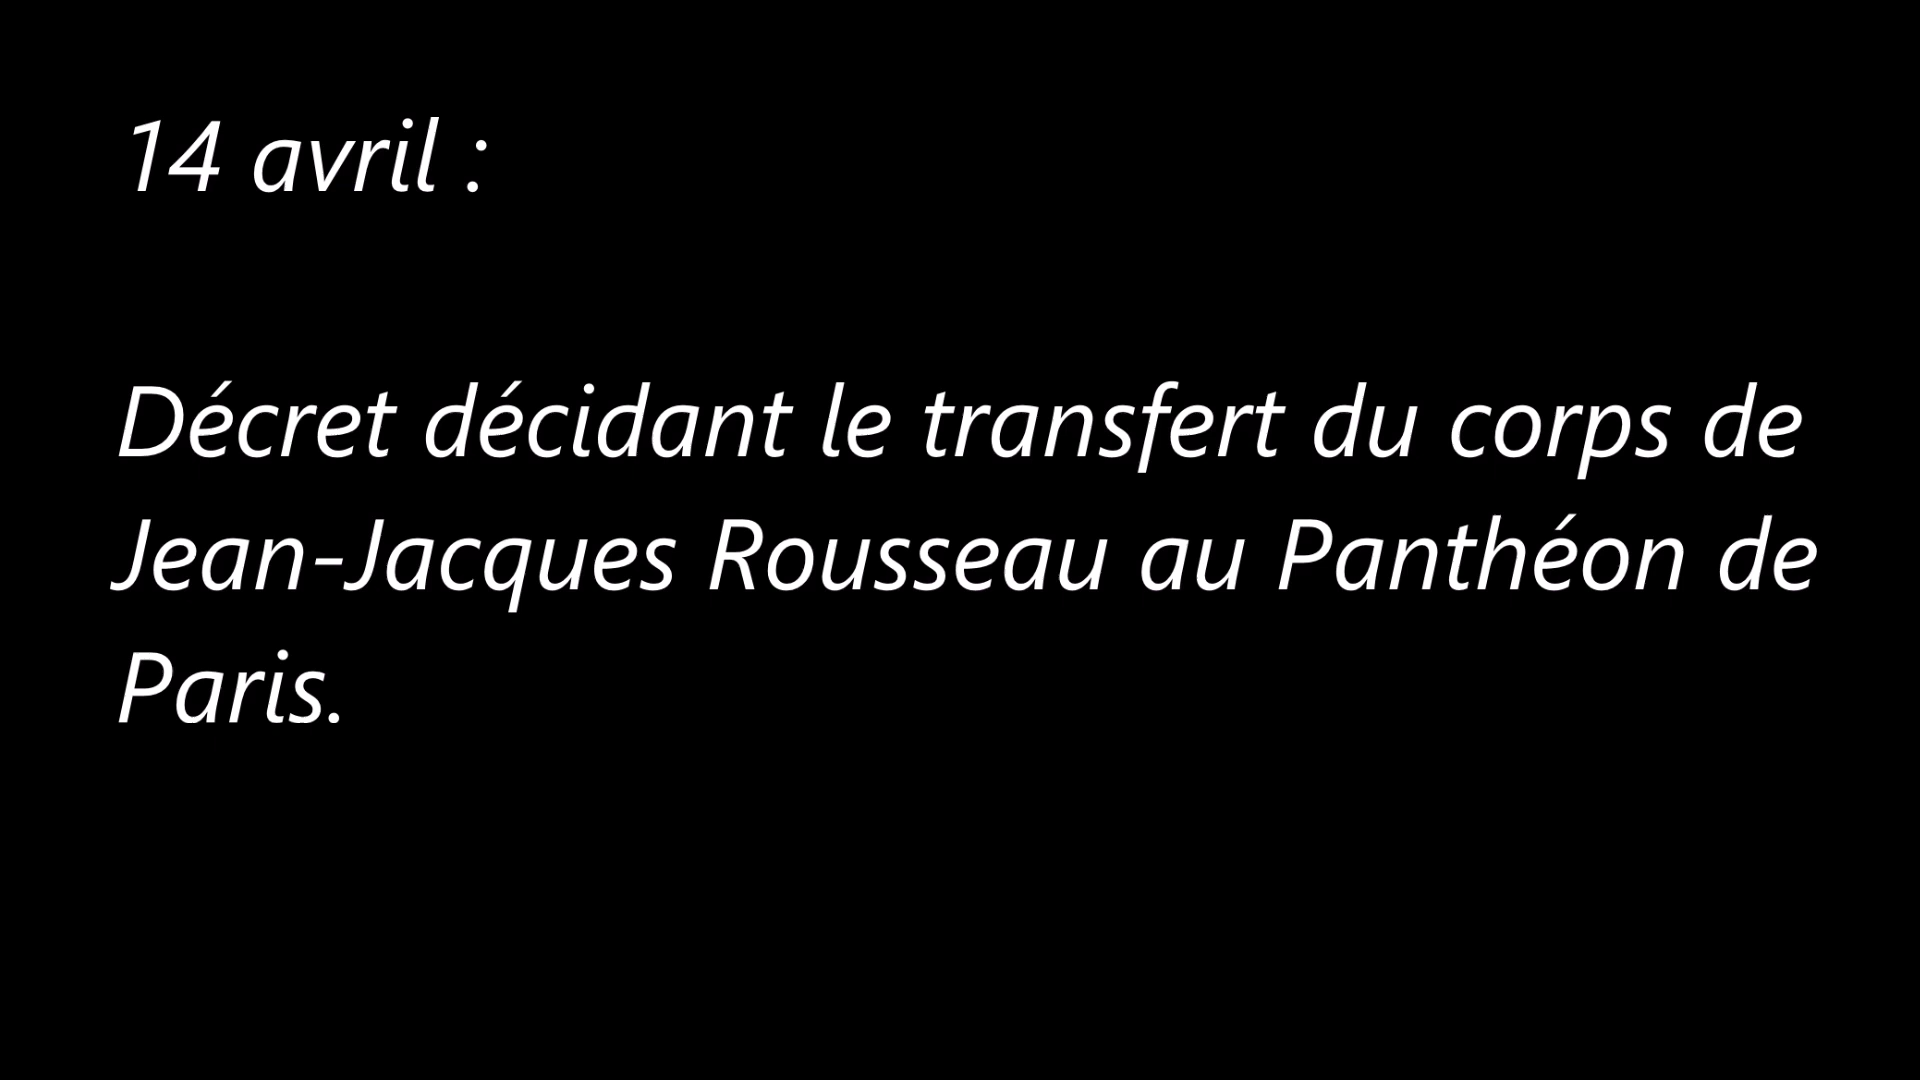 14 avril :
Décret décidant le transfert du corps de
Jean-Jacques Rousseau au Panthéon de
Paris.